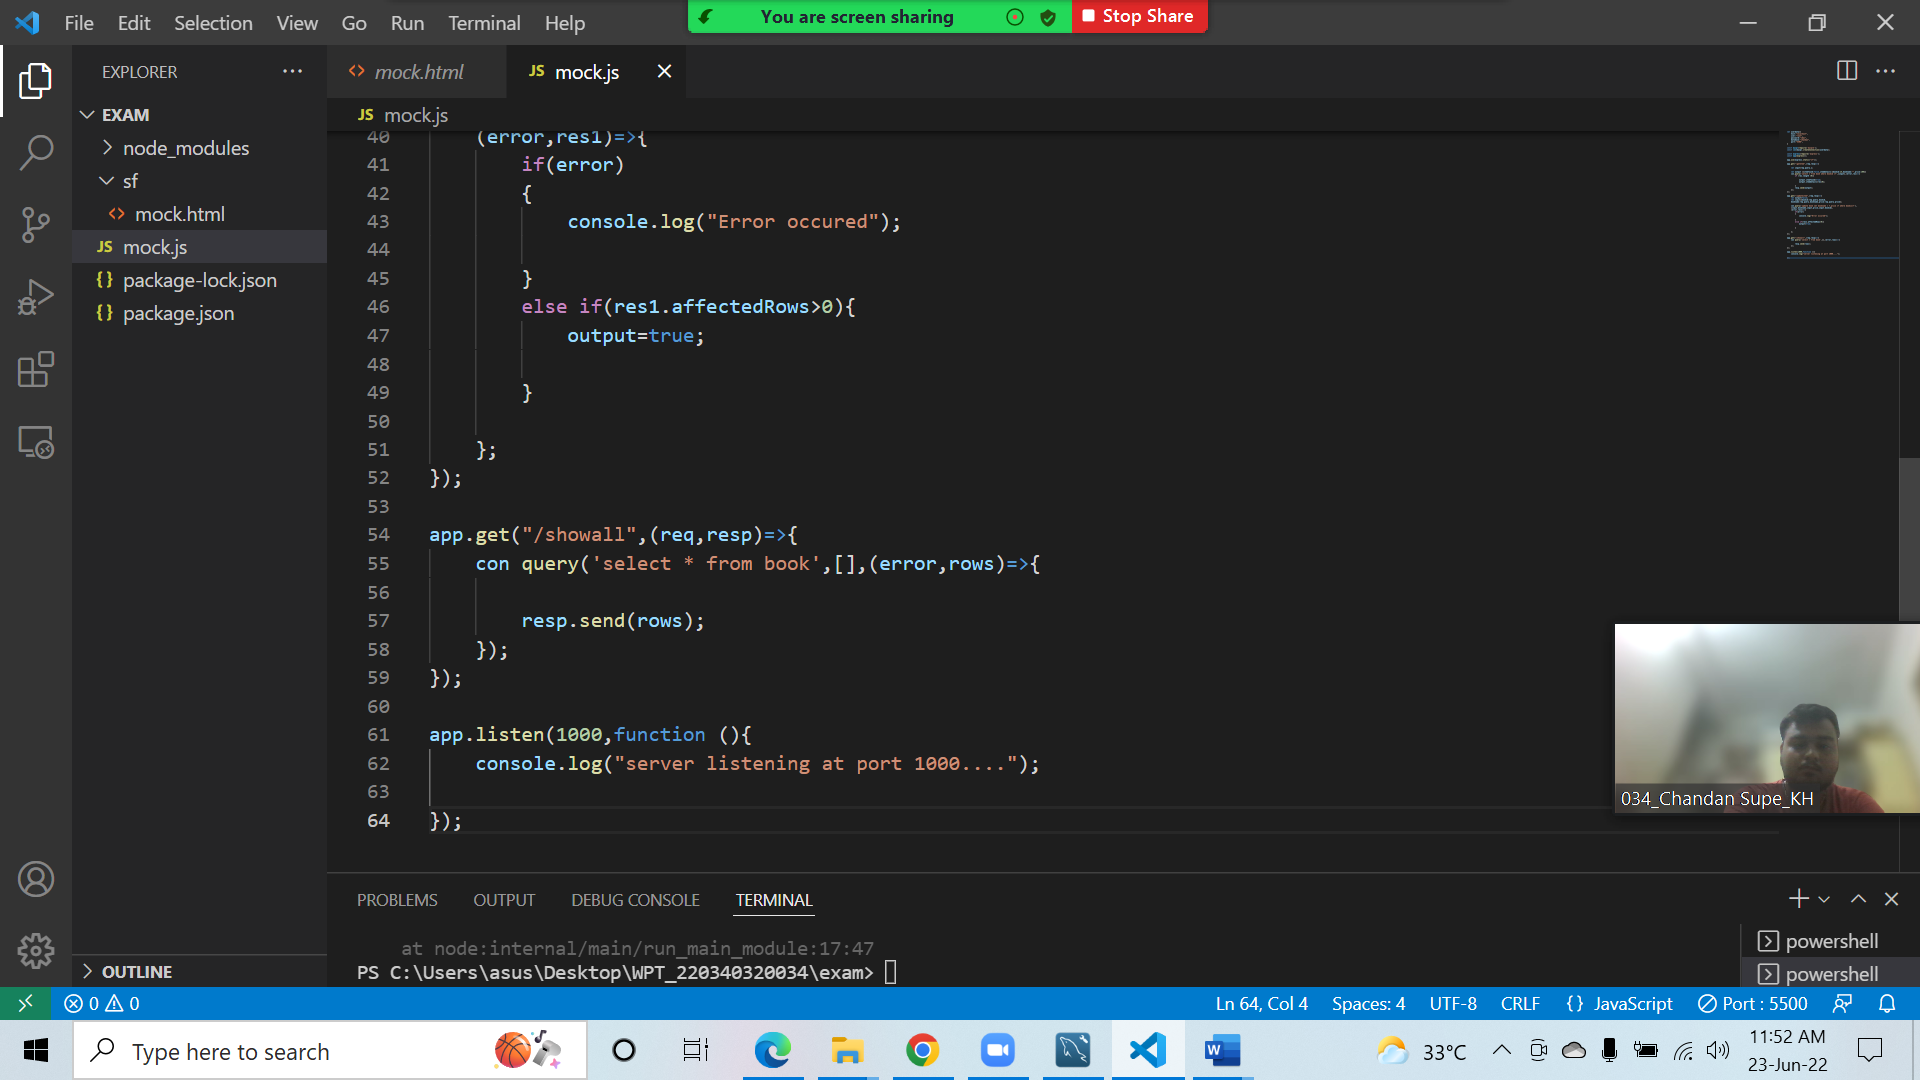 File Edit Selection View Go Run Terminal Help
You are screen sharing
Stop Share
EXPLORER
mock.html
JS mock.js
EXAM
JS mock.js
node_modules
sf
mock.html
JS mock.js
{} package-lock.json
{} package.json
OUTLINE
40 (error,res1)=>{
41 if(error)
42 {
43 console.log("Error occured");
44
45 }
46 else if(res1.affectedRows>0){
47 output=true;
48
49 }
50
51 };
52 });
53
54 app.get("/showall",(req,resp)=>{
55 con query('select * from book',[],(error,rows)=>{
56
57 resp.send(rows);
58 });
59 });
60
61 app.listen(1000,function (){
62 console.log("server listening at port 1000....");
63
64 });
034_Chandan Supe_KH
PROBLEMS OUTPUT DEBUG CONSOLE TERMINAL
at node:internal/main/run_main_module:17:47
PS C:\Users\asus\Desktop\WPT_220340320034\exam>
powershell
powershell
0 0
Ln 64, Col 4 Spaces: 4 UTF-8 CRLF {} JavaScript Port : 5500
Type here to search
33°C
11:52 AM
23-Jun-22